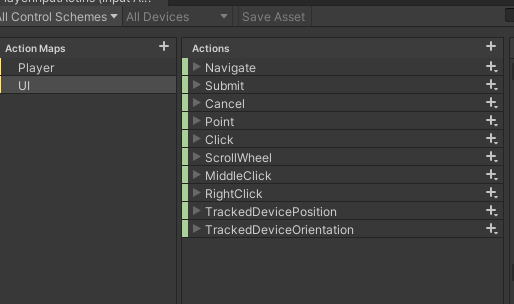 All Control Schemes All Devices Save Asset
Action Maps + Actions +
Player
UI
Navigate
Submit
Cancel
Point
Click
ScrollWheel
MiddleClick
RightClick
TrackedDevicePosition
TrackedDeviceOrientation